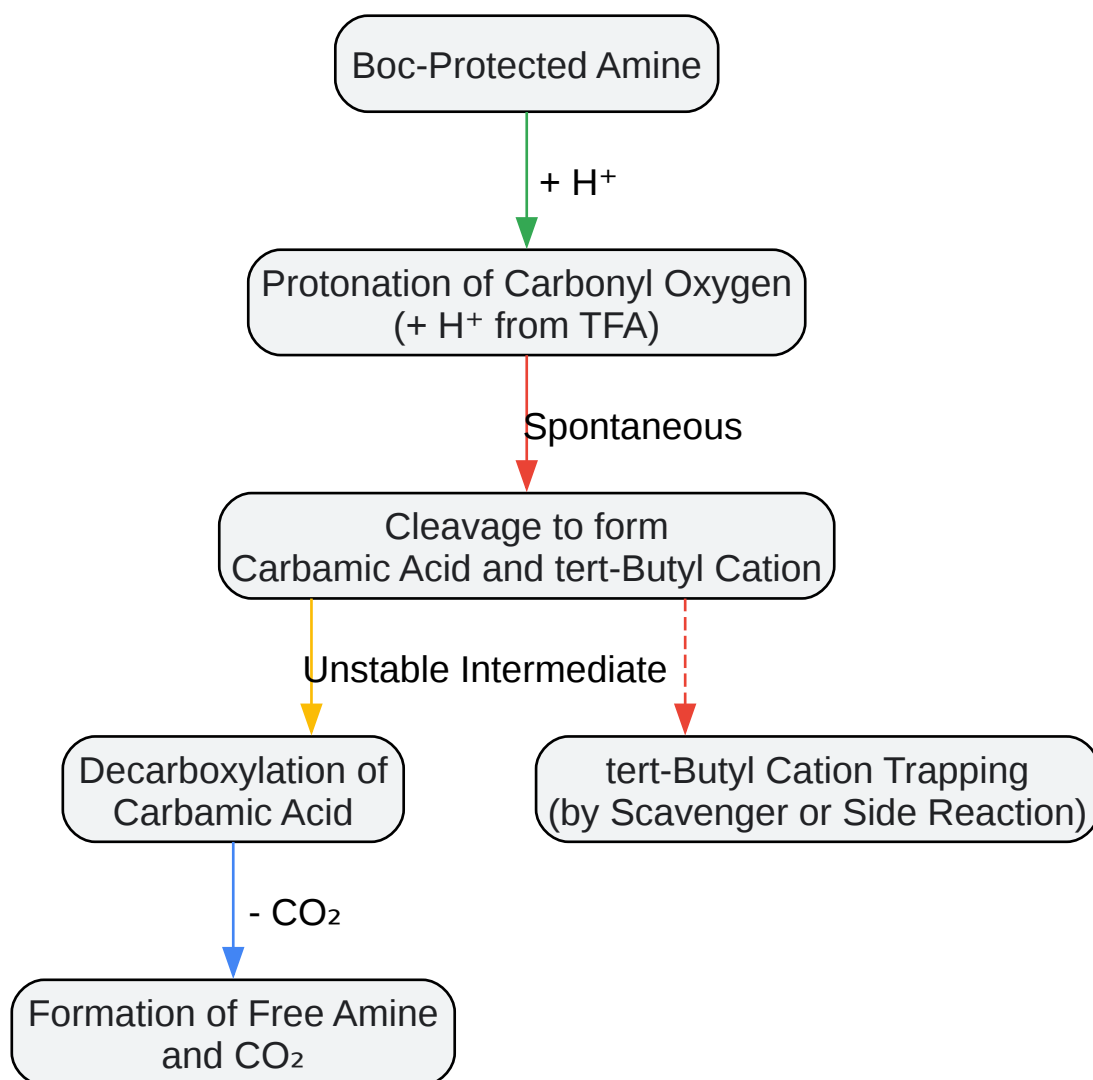 Boc-Protected Amine
+ H⁺
Protonation of Carbonyl Oxygen
(+ H⁺ from TFA)
Spontaneous
Cleavage to form
Carbamic Acid and tert-Butyl Cation
Unstable Intermediate
Decarboxylation of
Carbamic Acid
tert-Butyl Cation Trapping
(by Scavenger or Side Reaction)
- CO₂
Formation of Free Amine
and CO₂